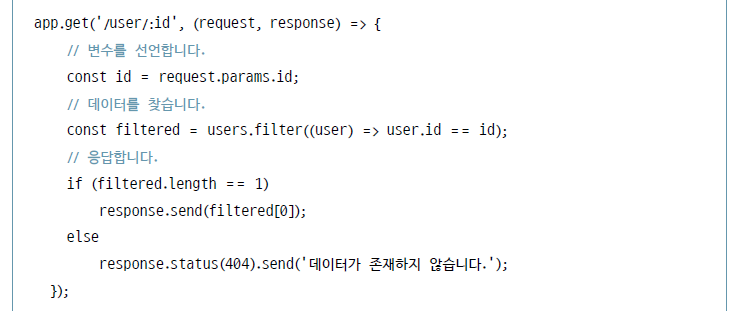 app.get('/user/:id', (request, response) => {
// 변수를 선언합니다.
const id = request.params.id;
// 데이터를 찾습니다.
const filtered = users.filter((user) => user.id == id);
// 응답합니다.
if (filtered.length == 1)
response.send(filtered[0]);
else
response.status(404).send('데이터가 존재하지 않습니다.');
});